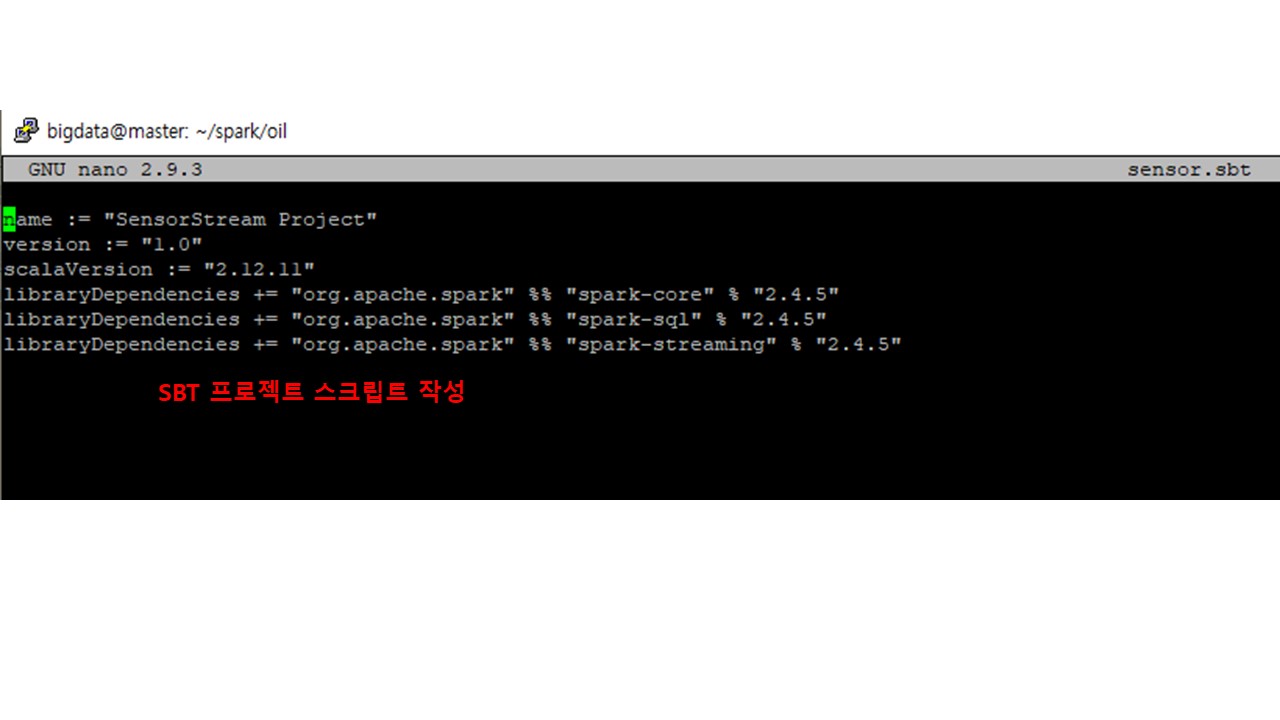 bigdata@master: ~/spark/oil
GNU nano 2.9.3 sensor.sbt
name := "SensorStream Project"
version := "1.0"
scalaVersion := "2.12.11"
libraryDependencies += "org.apache.spark" %% "spark-core" % "2.4.5"
libraryDependencies += "org.apache.spark" %% "spark-sql" % "2.4.5"
libraryDependencies += "org.apache.spark" %% "spark-streaming" % "2.4.5"
SBT 프로젝트 스크립트 작성